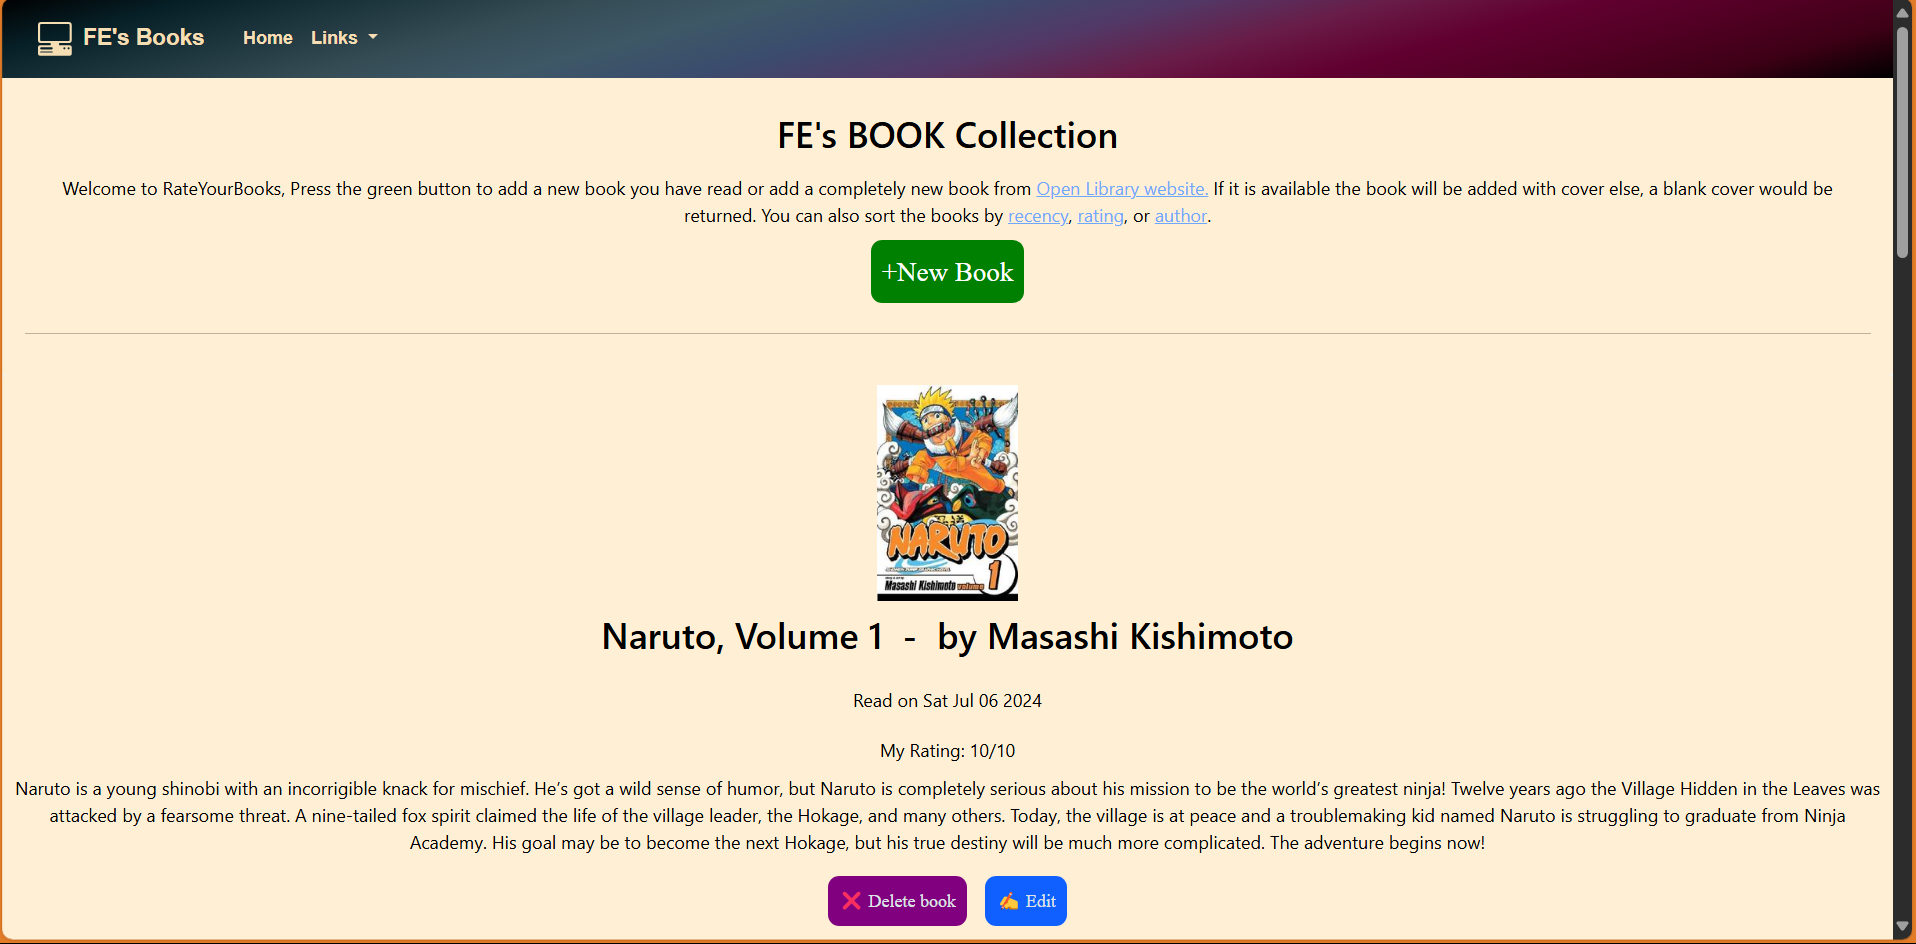 FE's Books
Home
Links
FE's BOOK Collection
Welcome to RateYourBooks, Press the green button to add a new book you have read or add a completely new book from Open Library website. If it is available the book will be added with cover else, a blank cover would be
returned. You can also sort the books by recency, rating, or author.
+New Book
NARUTO
Masashi Kishimoto
volume
1
Naruto, Volume 1 - by Masashi Kishimoto
Read on Sat Jul 06 2024
My Rating: 10/10
Naruto is a young shinobi with an incorrigible knack for mischief. He’s got a wild sense of humor, but Naruto is completely serious about his mission to be the world’s greatest ninja! Twelve years ago the Village Hidden in the Leaves was
attacked by a fearsome threat. A nine-tailed fox spirit claimed the life of the village leader, the Hokage, and many others. Today, the village is at peace and a troublemaking kid named Naruto is struggling to graduate from Ninja
Academy. His goal may be to become the next Hokage, but his true destiny will be much more complicated. The adventure begins now!
❌ Delete book
✍ Edit